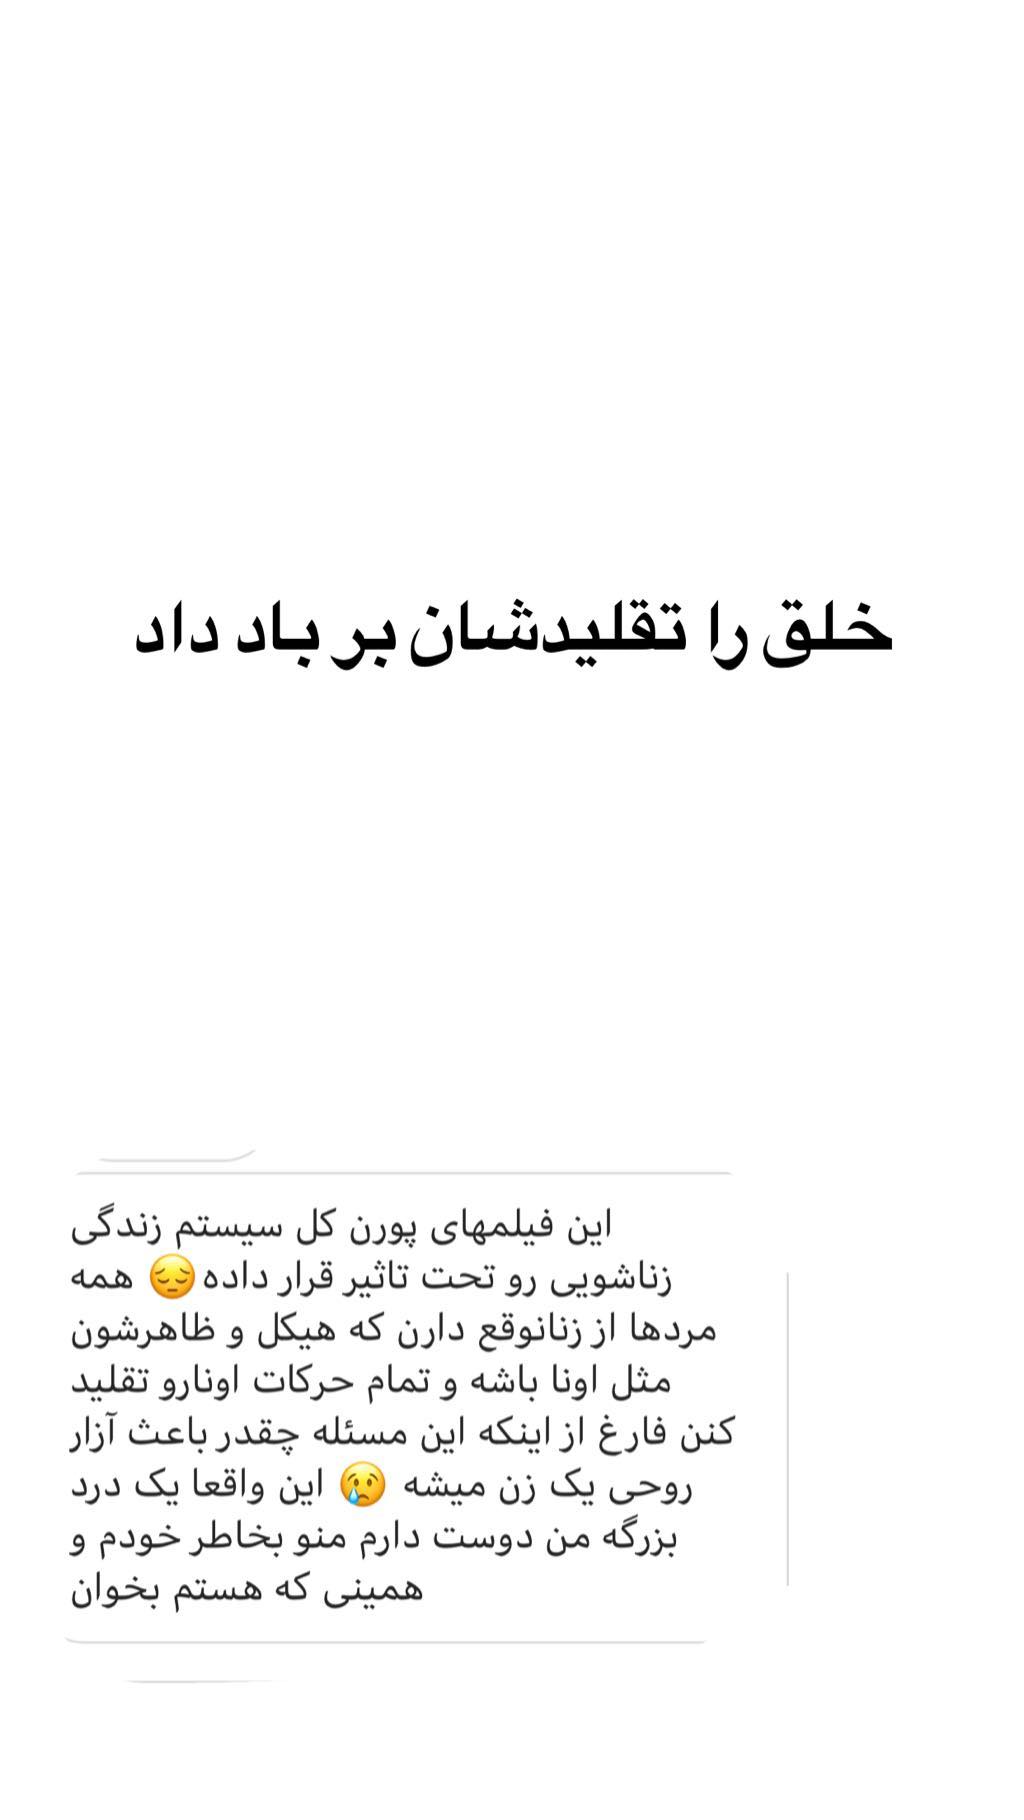 خلق را تقلیدشان بر باد داد
این فیلمهای پورن کل سیستم زندگی
زناشویی رو تحت تاثیر قرار داده😔 همه
مردها از زنانوقع دارن که هیکل و ظاهرشون
مثل اونا باشه و تمام حرکات اونارو تقلید
کنن فارغ از اینکه این مسئله چقدر باعث آزار
روحی یک زن میشه 😢 این واقعا یک درد
بزرگه من دوست دارم منو بخاطر خودم و
همینی که هستم بخوان